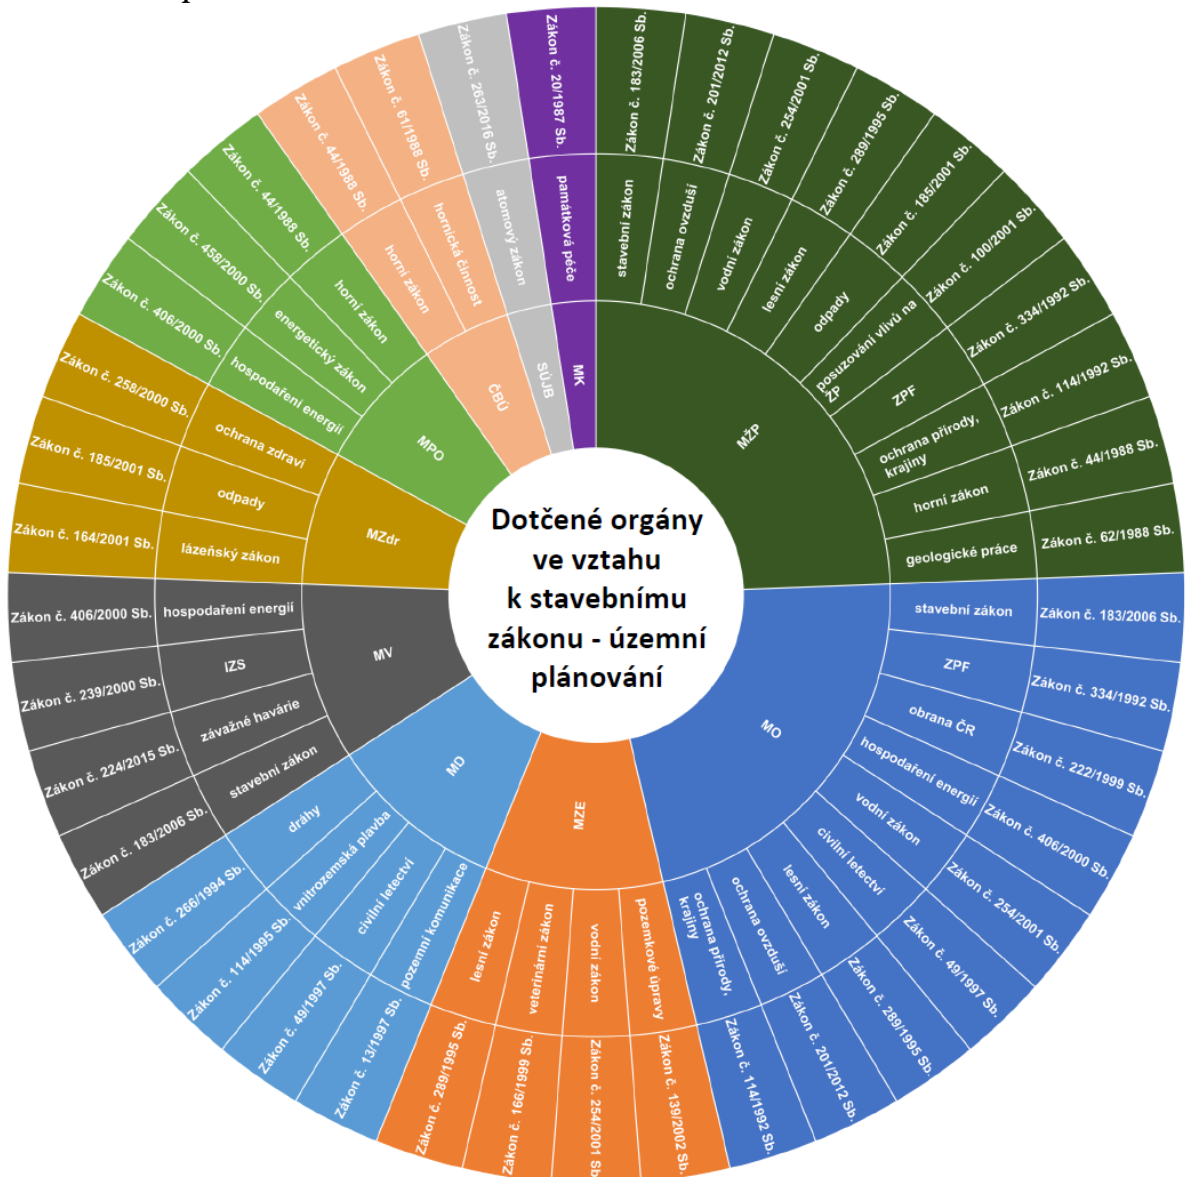 Dotčené orgány
ve vztahu
k stavebnímu
zákonu - územní
plánování
MŽP
stavební zákon
Zákon č. 183/2006 Sb.
ochrana ovzduší
Zákon č. 201/2012 Sb.
vodní zákon
Zákon č. 254/2001 Sb.
lesní zákon
Zákon č. 289/1995 Sb.
odpady
Zákon č. 185/2001 Sb.
posuzování vlivů na
ŽP
Zákon č. 100/2001 Sb.
ZPF
Zákon č. 334/1992 Sb.
ochrana přírody,
krajiny
Zákon č. 114/1992 Sb.
horní zákon
Zákon č. 44/1988 Sb.
geologické práce
Zákon č. 62/1988 Sb.
MO
stavební zákon
Zákon č. 183/2006 Sb.
ZPF
Zákon č. 334/1992 Sb.
obrana ČR
Zákon č. 222/1999 Sb.
hospodaření energií
Zákon č. 406/2000 Sb.
vodní zákon
Zákon č. 254/2001 Sb.
civilní letectví
Zákon č. 49/1997 Sb.
lesní zákon
Zákon č. 289/1995 Sb.
ochrana ovzduší
Zákon č. 201/2012 Sb.
ochrana přírody,
krajiny
Zákon č. 114/1992 Sb.
MZE
pozemkové úpravy
Zákon č. 139/2002 Sb.
vodní zákon
Zákon č. 254/2001 Sb.
veterinární zákon
Zákon č. 166/1999 Sb.
lesní zákon
Zákon č. 289/1995 Sb.
MD
pozemní komunikace
Zákon č. 13/1997 Sb.
civilní letectví
Zákon č. 49/1997 Sb.
vnitrozemská plavba
Zákon č. 114/1995 Sb.
dráhy
Zákon č. 266/1994 Sb.
MV
stavební zákon
Zákon č. 183/2006 Sb.
závažné havárie
Zákon č. 224/2015 Sb.
IZS
Zákon č. 239/2000 Sb.
hospodaření energií
Zákon č. 406/2000 Sb.
MZdr
lázeňský zákon
Zákon č. 164/2001 Sb.
odpady
Zákon č. 185/2001 Sb.
ochrana zdraví
Zákon č. 258/2000 Sb.
MPO
hospodaření energií
Zákon č. 406/2000 Sb.
energetický zákon
Zákon č. 458/2000 Sb.
horní zákon
Zákon č. 44/1988 Sb.
ČBÚ
horní zákon
Zákon č. 44/1988 Sb.
hornická činnost
Zákon č. 61/1988 Sb.
SÚJB
atomový zákon
Zákon č. 263/2016 Sb.
MK
památková péče
Zákon č. 20/1987 Sb.